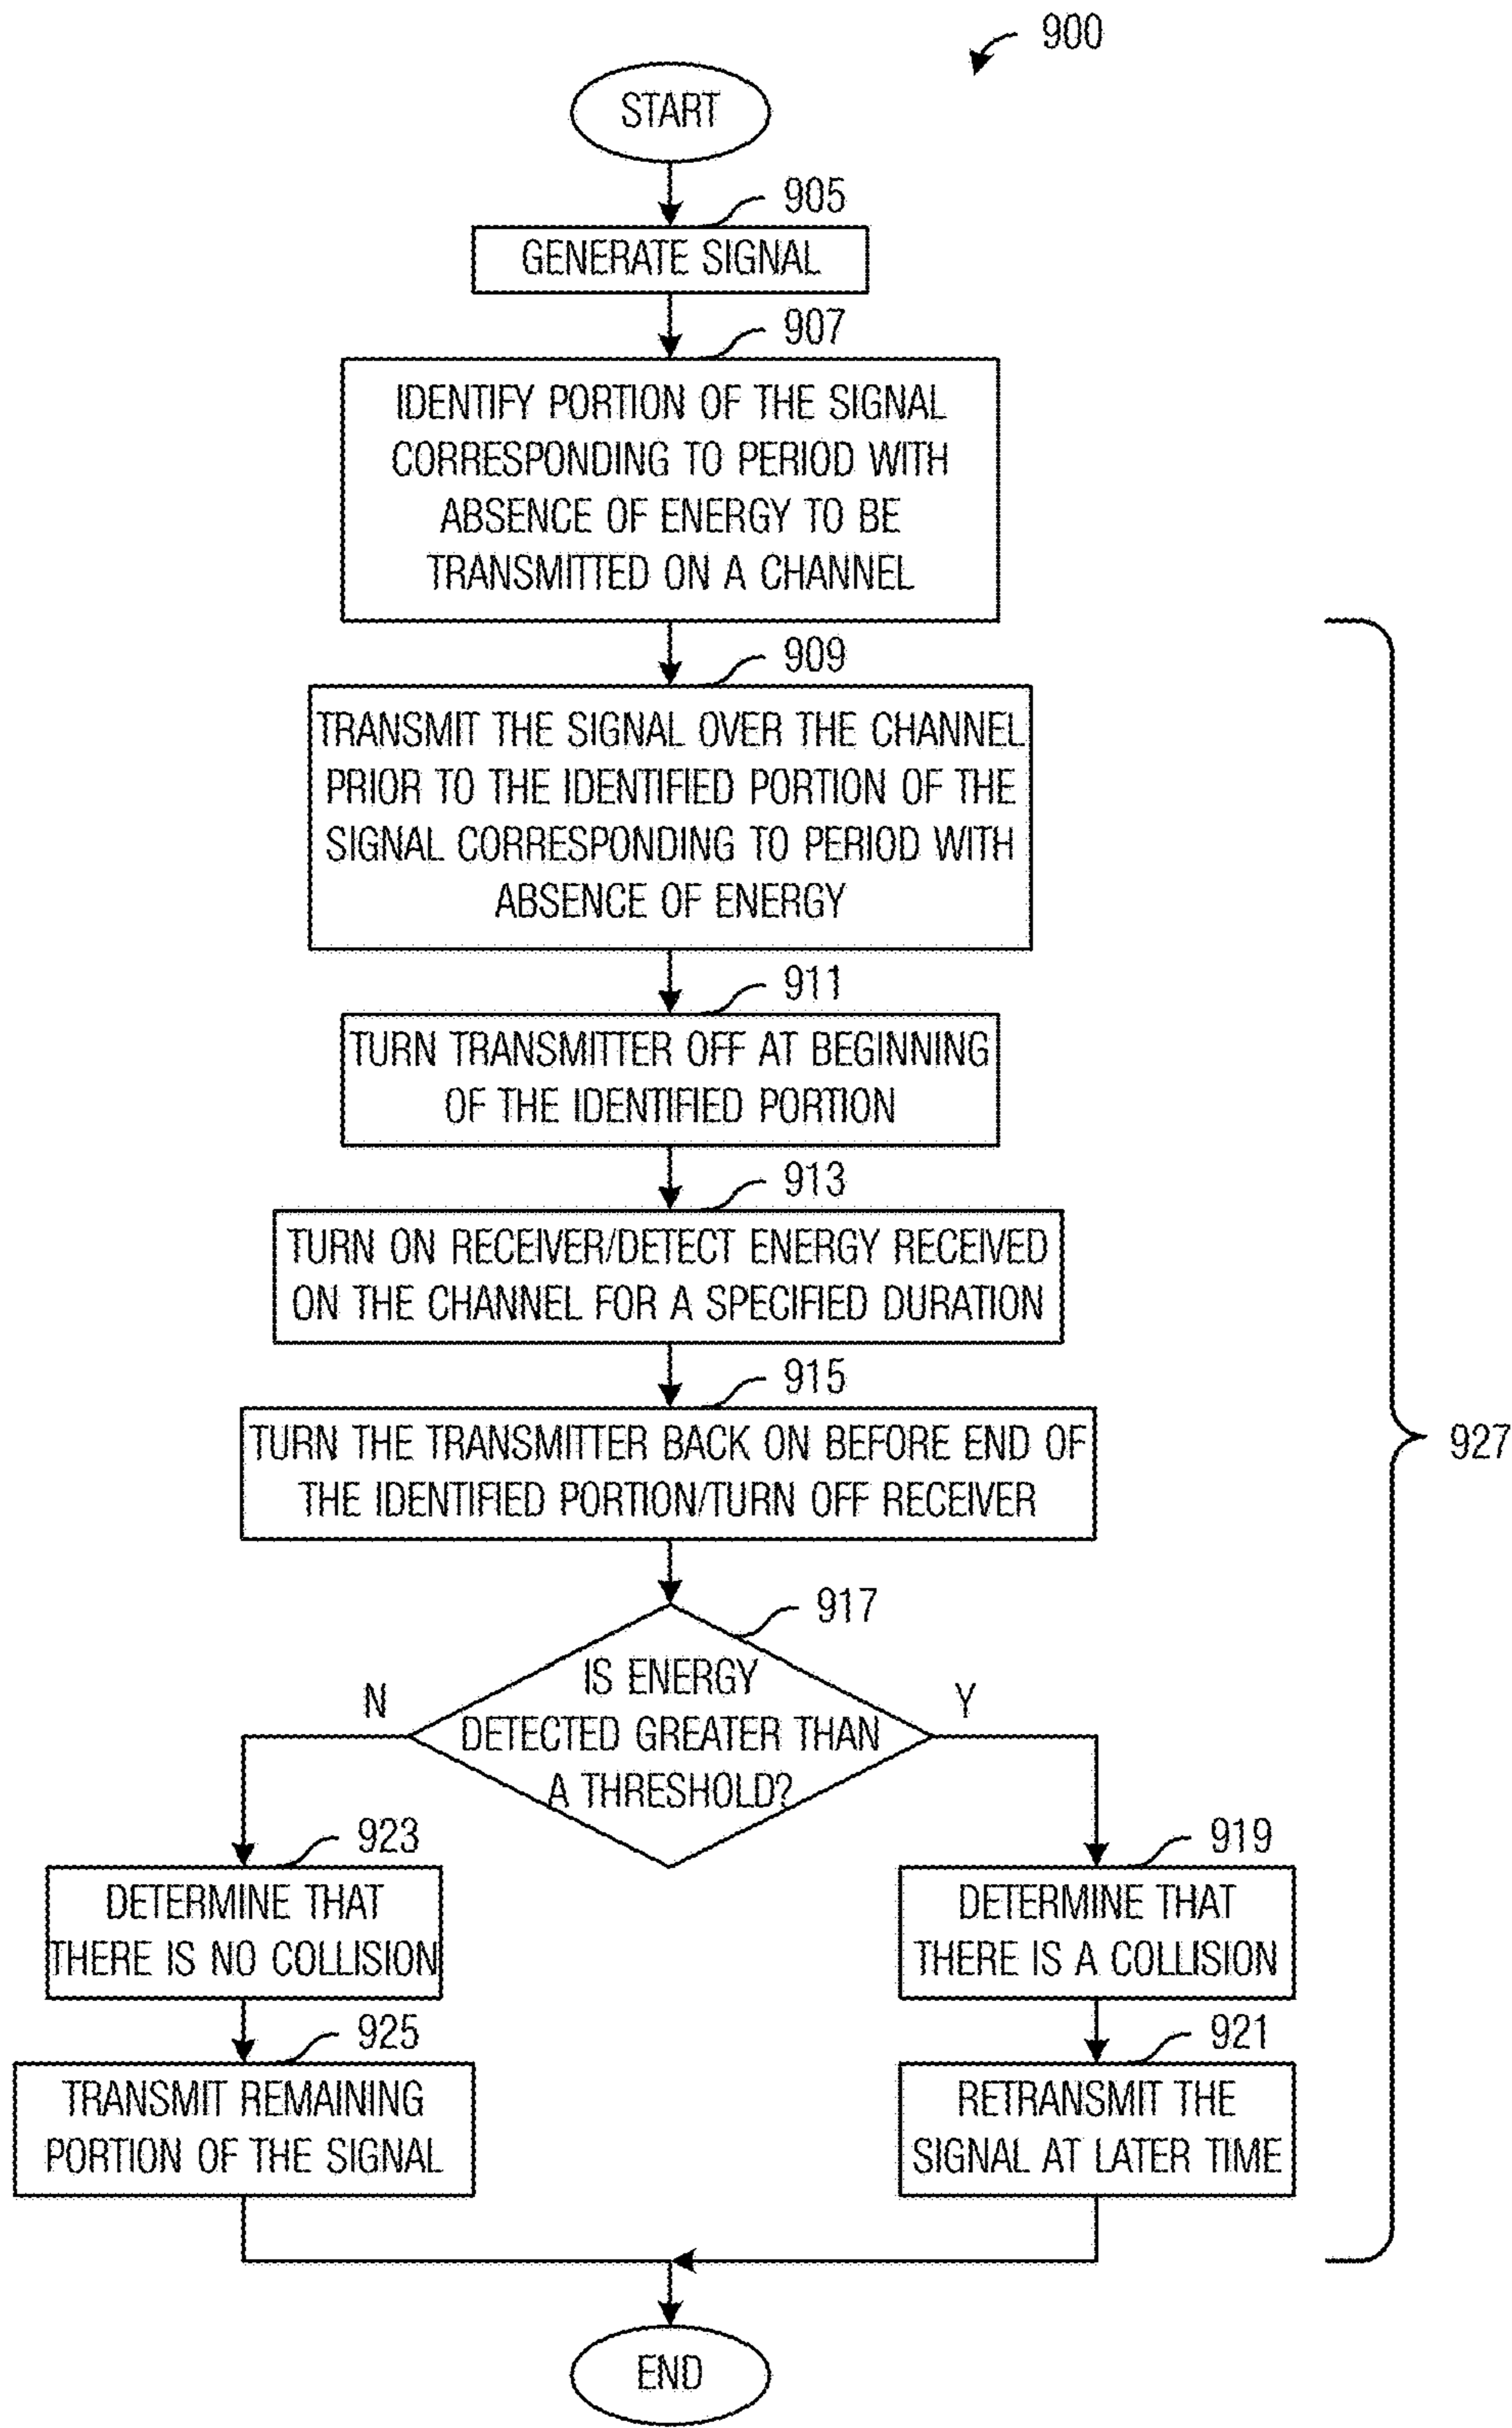 900
START
905
GENERATE SIGNAL
907
IDENTIFY PORTION OF THE SIGNAL
CORRESPONDING TO PERIOD WITH
ABSENCE OF ENERGY TO BE
TRANSMITTED ON A CHANNEL
909
TRANSMIT THE SIGNAL OVER THE CHANNEL
PRIOR TO THE IDENTIFIED PORTION OF THE
SIGNAL CORRESPONDING TO PERIOD WITH
ABSENCE OF ENERGY
911
TURN TRANSMITTER OFF AT BEGINNING
OF THE IDENTIFIED PORTION
913
TURN ON RECEIVER/DETECT ENERGY RECEIVED
ON THE CHANNEL FOR A SPECIFIED DURATION
915
TURN THE TRANSMITTER BACK ON BEFORE END OF
THE IDENTIFIED PORTION/TURN OFF RECEIVER
927
917
IS ENERGY
DETECTED GREATER THAN
A THRESHOLD?
N
Y
923
DETERMINE THAT
THERE IS NO COLLISION
919
DETERMINE THAT
THERE IS A COLLISION
925
TRANSMIT REMAINING
PORTION OF THE SIGNAL
921
RETRANSMIT THE
SIGNAL AT LATER TIME
END